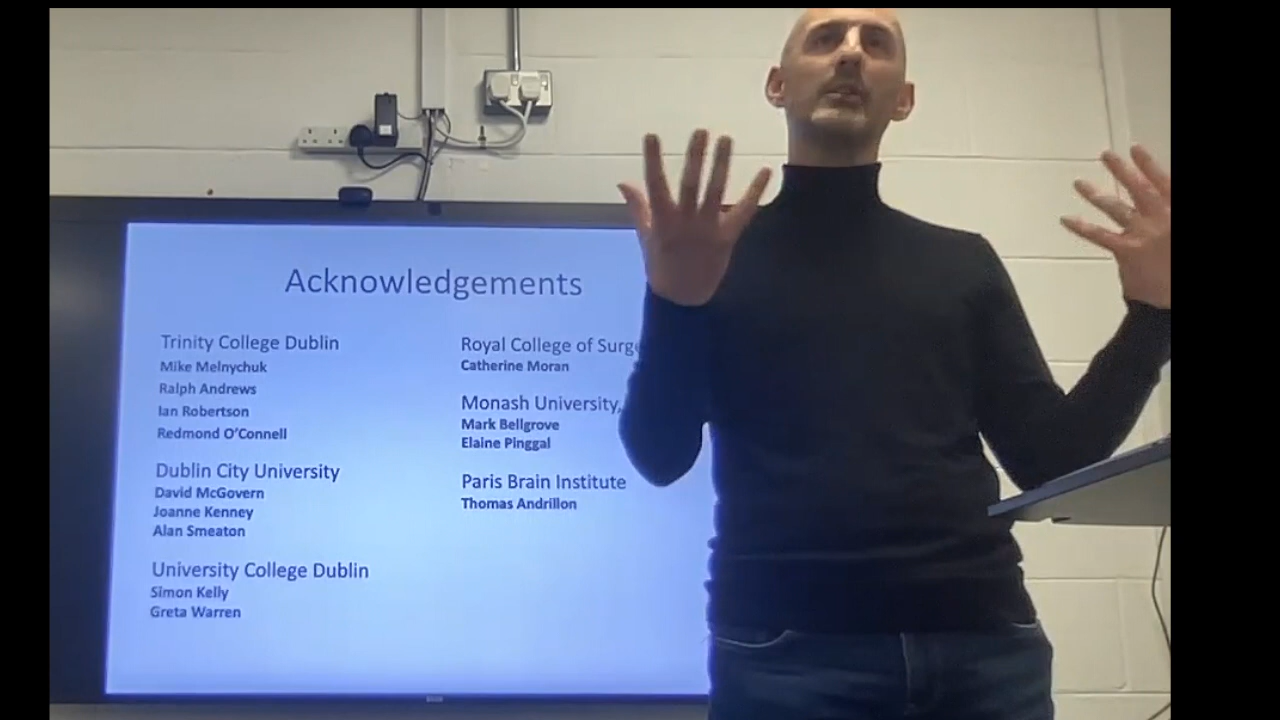 Acknowledgements
Trinity College Dublin
Mike Melnychuk
Ralph Andrews
Ian Robertson
Redmond O'Connell
Dublin City University
David McGovern
Joanne Kenney
Alan Smeaton
University College Dublin
Simon Kelly
Greta Warren
Royal College of Surge
Catherine Moran
Monash University,
Mark Bellgrove
Elaine Pinggal
Paris Brain Institute
Thomas Andrillon